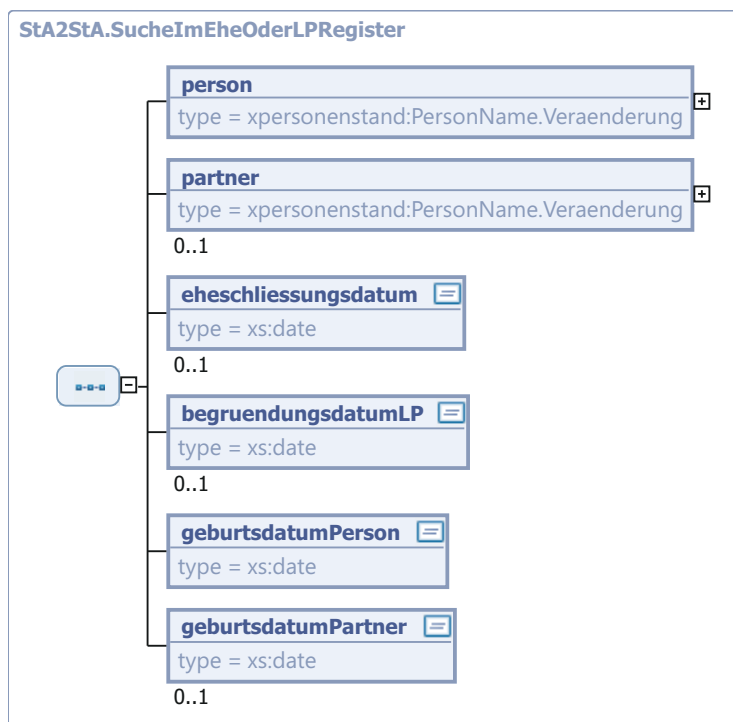 StA2StA.SucheImEheOderLPRegister
person
type = xpersonenstand:PersonName.Veraenderung
partner
type = xpersonenstand:PersonName.Veraenderung
0..1
eheschliessungsdatum
type = xs:date
0..1
begruendungsdatumLP
type = xs:date
0..1
geburtsdatumPerson
type = xs:date
geburtsdatumPartner
type = xs:date
0..1